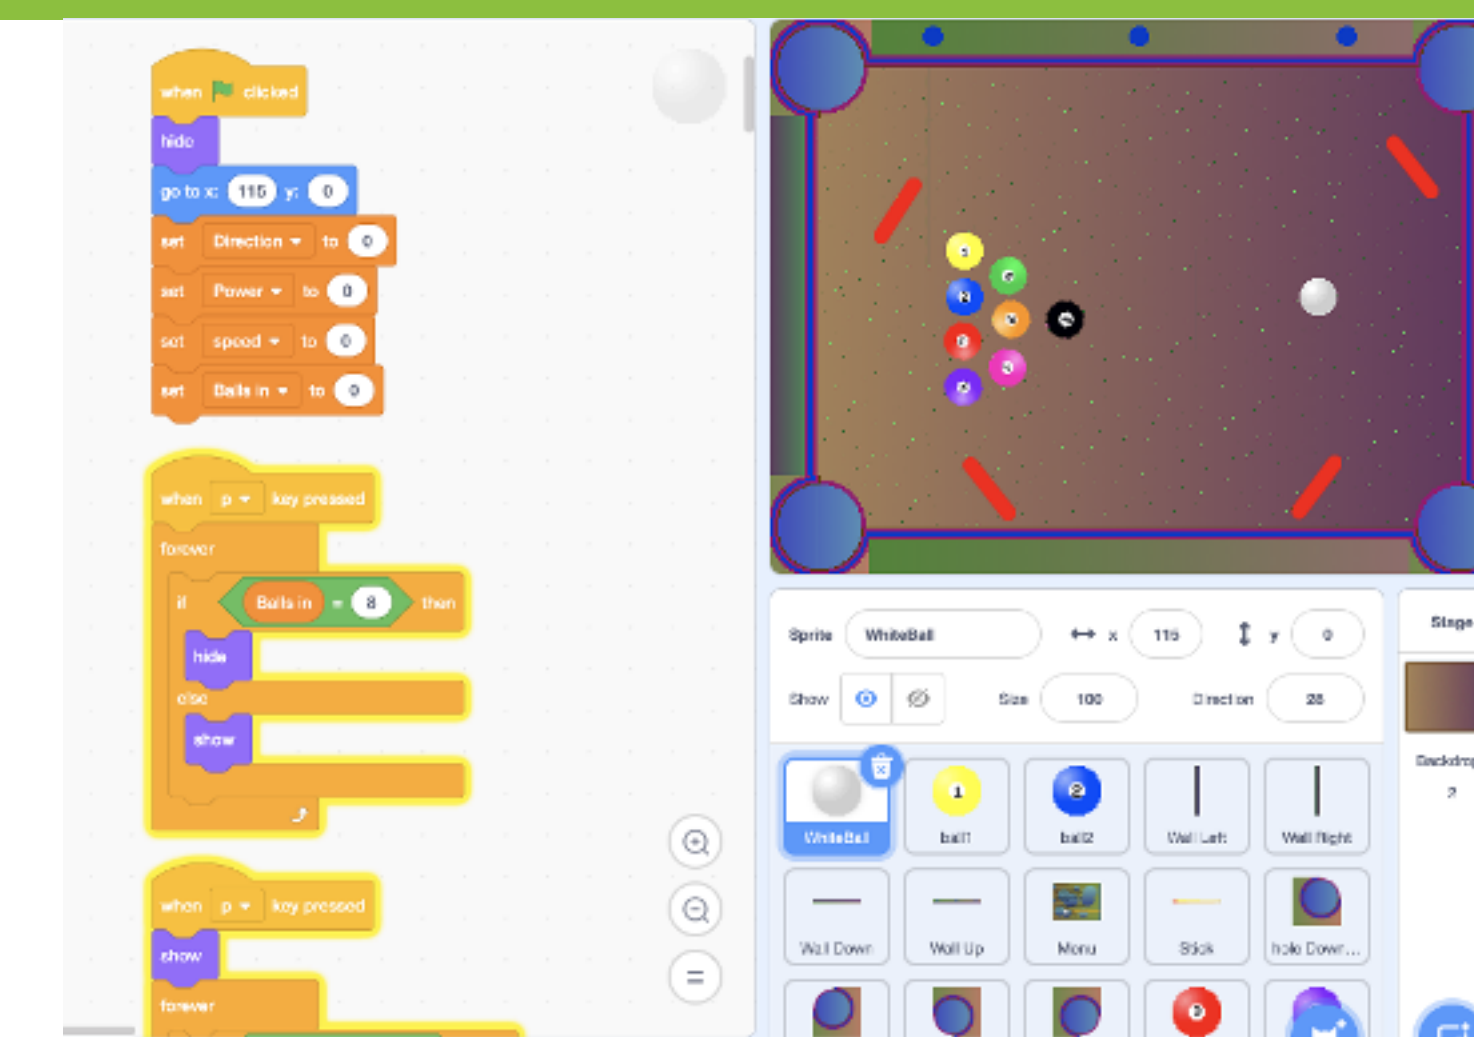 when clicked
hide
go to x: 115 y: 0
set Direction to 0
set Power to 0
set speed to 0
set Balls in to 0
when p key pressed
forever
if Balls in = 8 then
hide
else
show
when p key pressed
show
forever
Sprite WhiteBall x 115 y 0
Show Size 100 Direction 28
WhiteBall ball1 ball2 Wall Left Wall Right
Wall Down Wall Up Menu Stick hole Down...
Stage
Backdrop
2